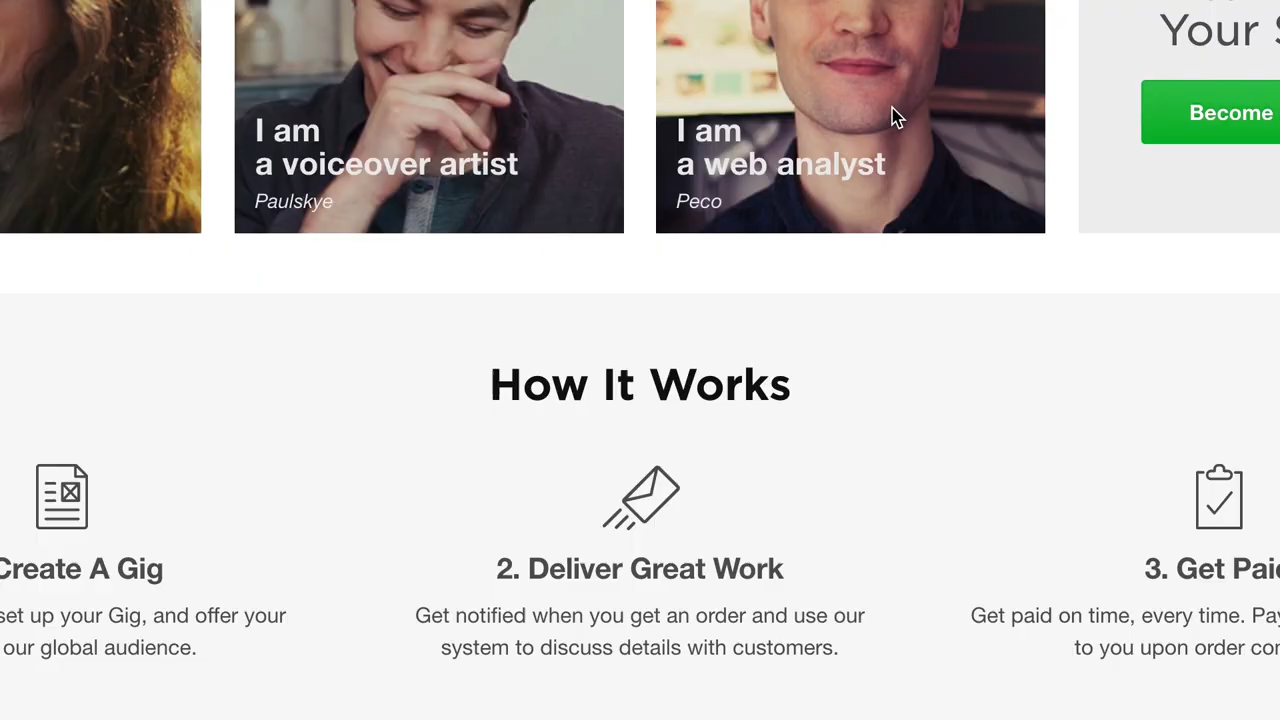 Your
Become
I am
a voiceover artist
Paulskye
I am
a web analyst
Peco
How It Works
Create A Gig
set up your Gig, and offer your
our global audience.
2. Deliver Great Work
Get notified when you get an order and use our
system to discuss details with customers.
3. Get Paid
Get paid on time, every time.
to you upon order